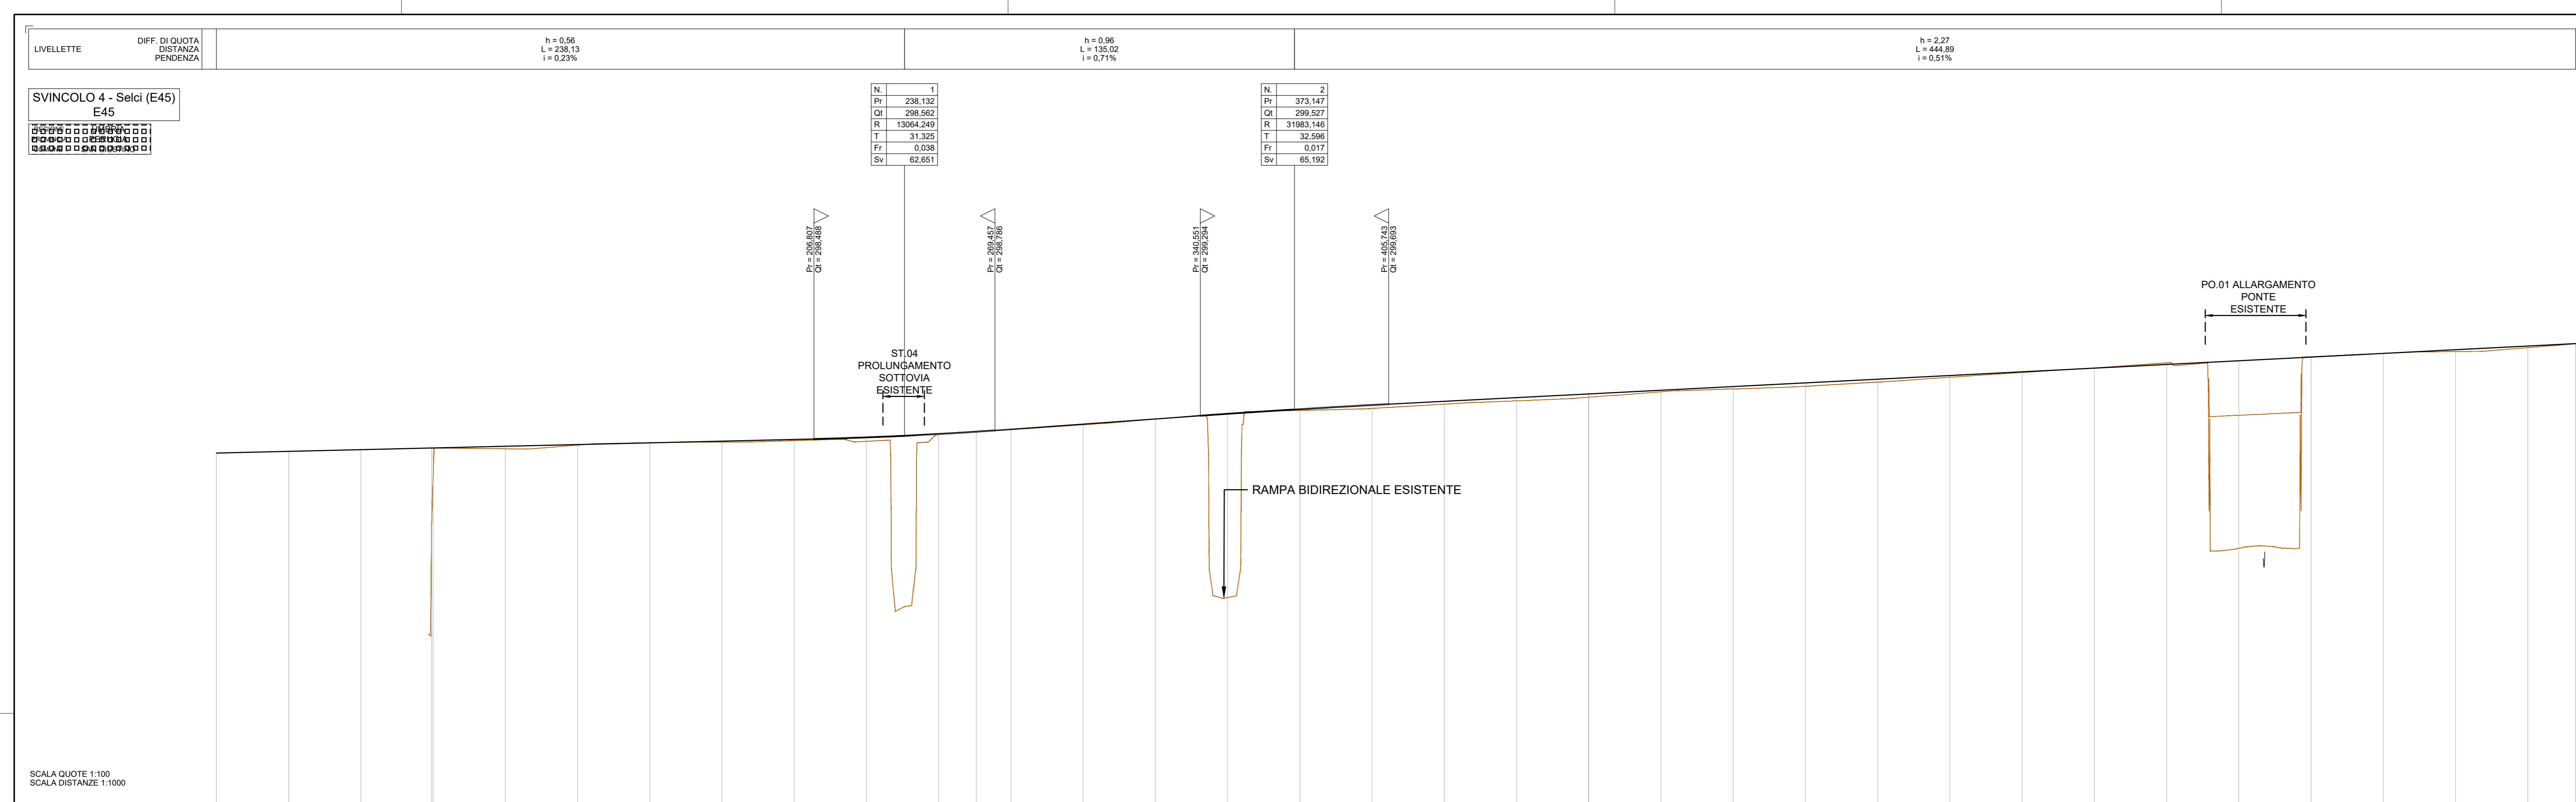 LIVELLETTE
DIFF. DI QUOTA
DISTANZA
PENDENZA
h = 0,56
L = 238,13
i = 0,23%
h = 0,96
L = 135,02
i = 0,71%
h = 2,27
L = 444,89
i = 0,51%
SVINCOLO 4 - Selci (E45)
E45
UMBRIA
PERUGIA
N. 1
Pr 238,132
Qt 298,562
R 13064,249
T 31,325
Fr 0,038
Sv 62,651
N. 2
Pr 373,147
Qt 299,527
R 31983,146
T 32,596
Fr 0,017
Sv 65,192
Pr = 206,807
Qt = 298,488
Pr = 269,457
Qt = 298,786
Pr = 340,551
Qt = 299,294
Pr = 405,743
Qt = 299,693
PO.01 ALLARGAMENTO
PONTE
ESISTENTE
ST.04
PROLUNGAMENTO
SOTTOVIA
ESISTENTE
RAMPA BIDIREZIONALE ESISTENTE
SCALA QUOTE 1:100
SCALA DISTANZE 1:1000